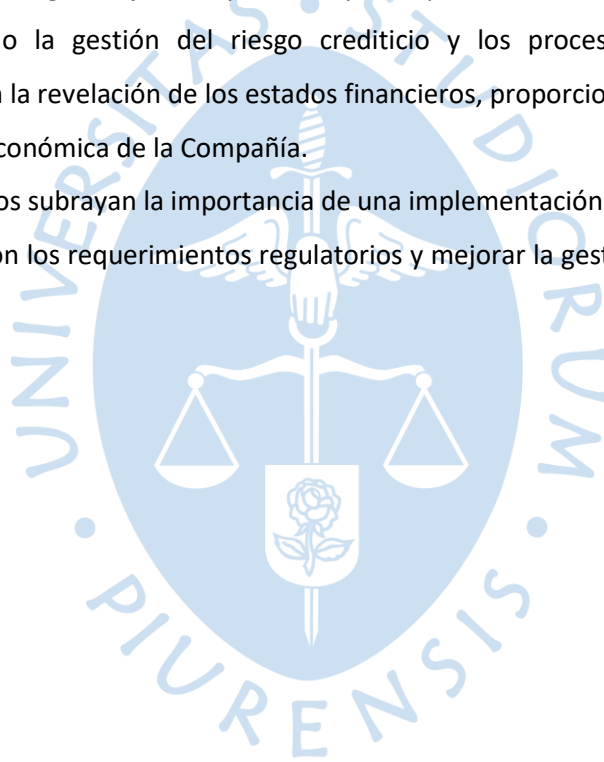 o la gestión del riesgo crediticio y los proces
la revelación de los estados financieros, proporcio
conómica de la Compañía.
os subrayan la importancia de una implementación
on los requerimientos regulatorios y mejorar la gest
UNIVERSITAS • STUDIORUM • PIURENSIS •